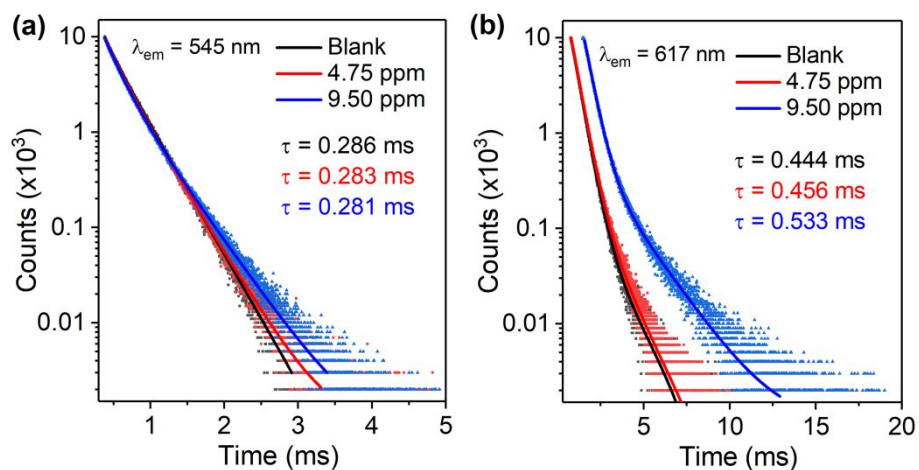 (a)
λem = 545 nm
Blank
4.75 ppm
9.50 ppm
τ = 0.286 ms
τ = 0.283 ms
τ = 0.281 ms
10
1
0.1
0.01
Counts (x10³)
1 2 3 4 5
Time (ms)
(b)
λem = 617 nm
Blank
4.75 ppm
9.50 ppm
τ = 0.444 ms
τ = 0.456 ms
τ = 0.533 ms
10
1
0.1
0.01
Counts (x10³)
5 10 15 20
Time (ms)